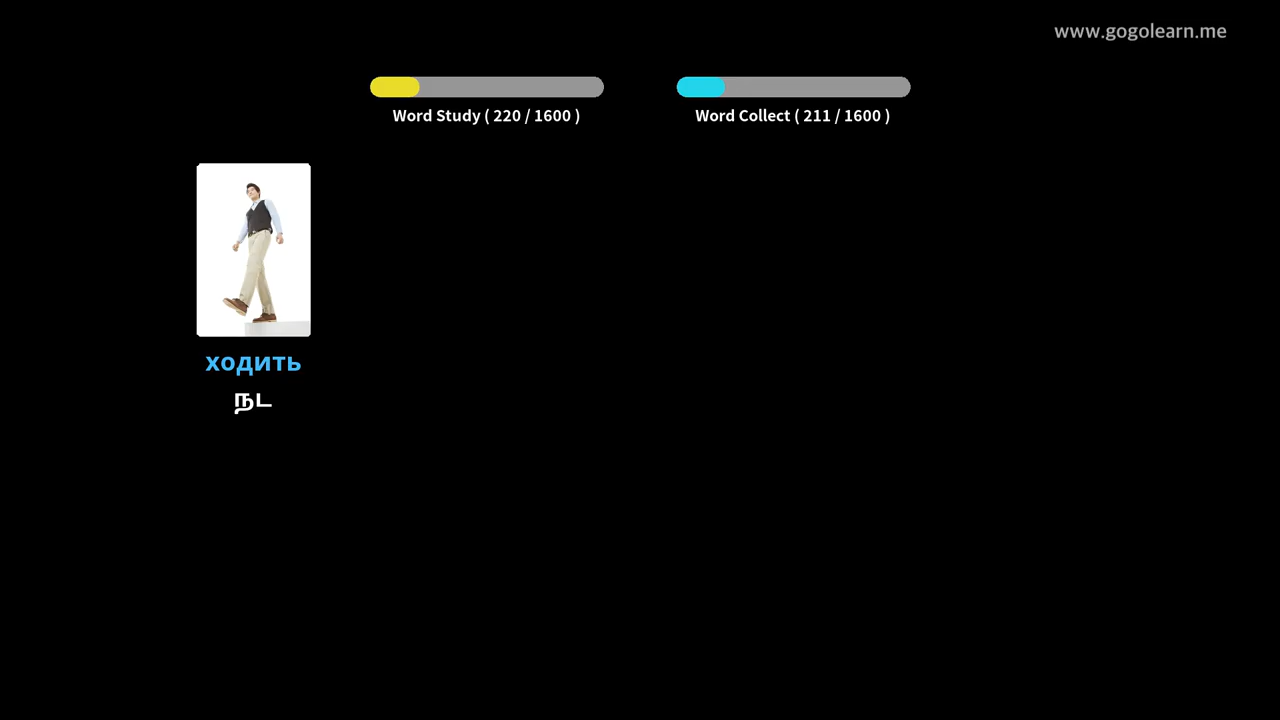 www.gogolearn.me
Word Study ( 220 / 1600 )
Word Collect ( 211 / 1600 )
ходить
நட